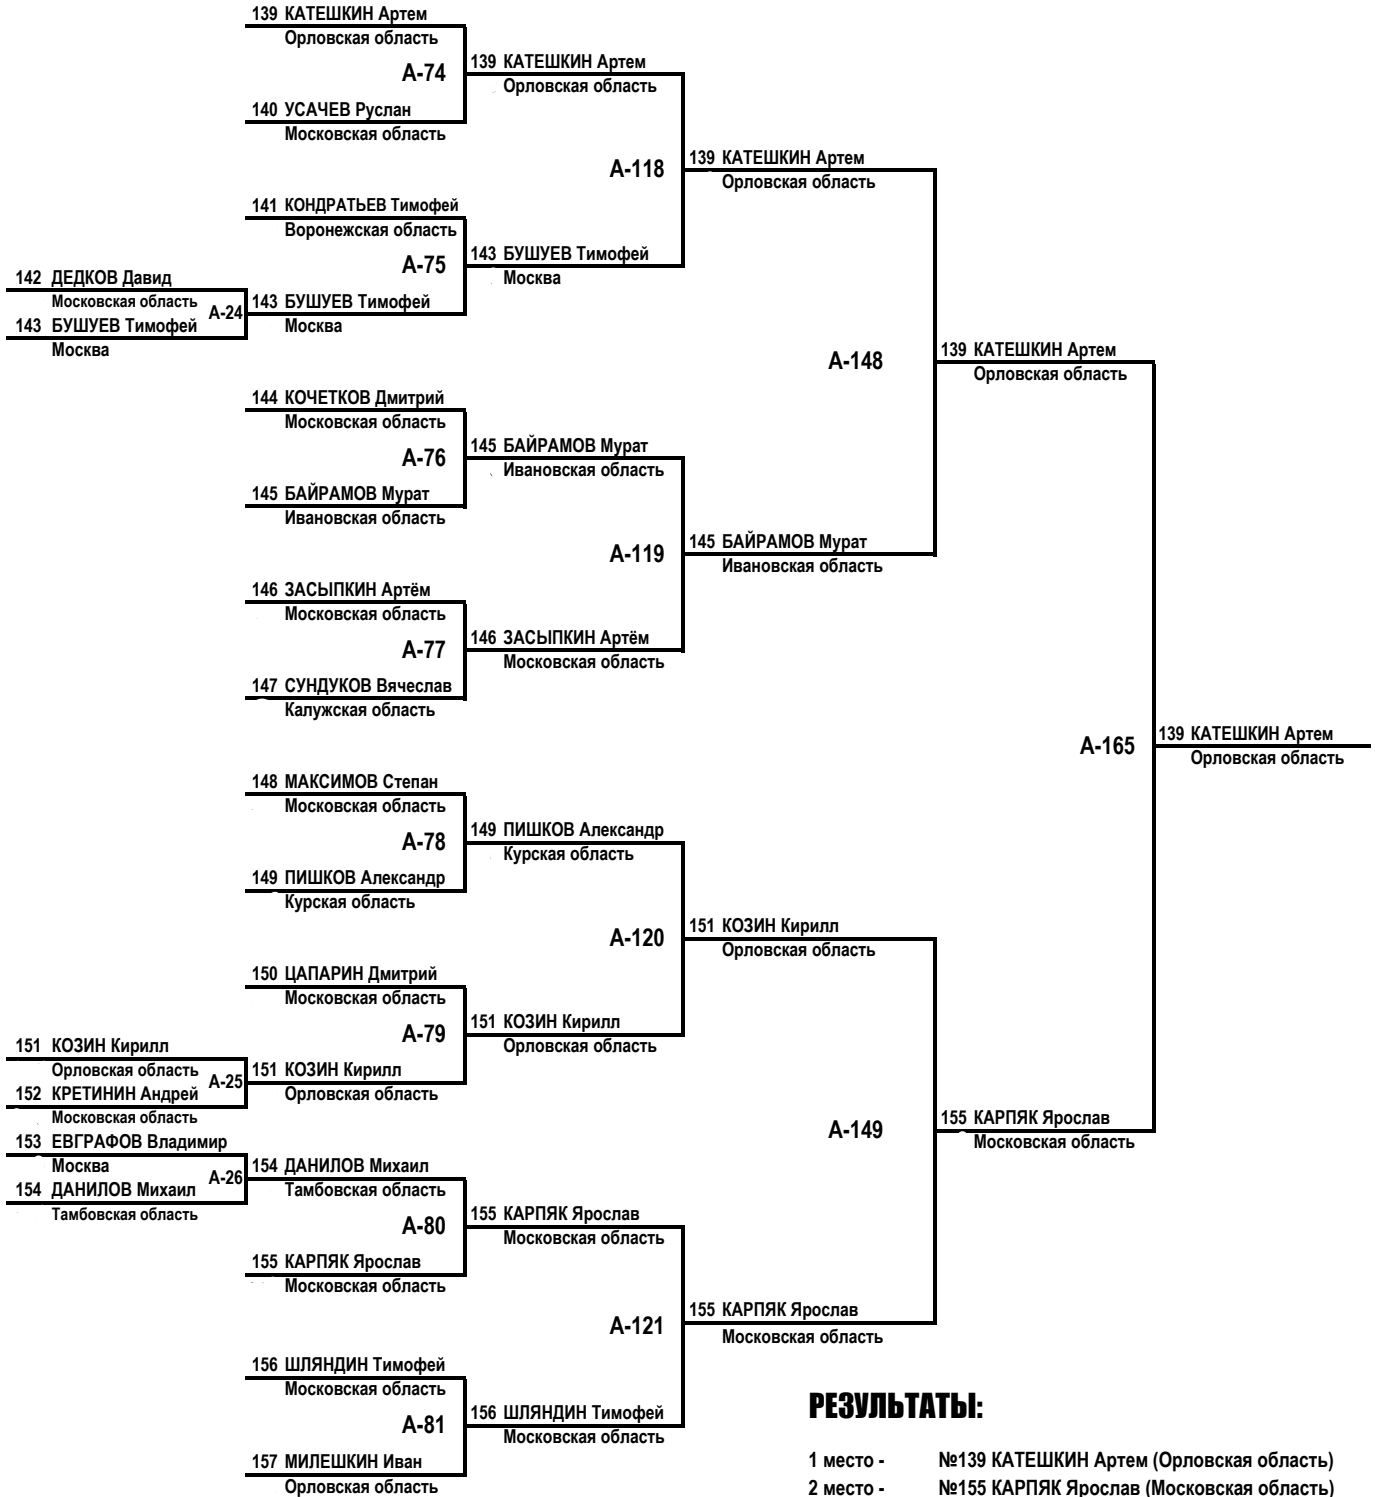 139 КАТЕШКИН Артем
Орловская область
А-74
139 КАТЕШКИН Артем
Орловская область
140 УСАЧЕВ Руслан
Московская область
А-118
139 КАТЕШКИН Артем
Орловская область
141 КОНДРАТЬЕВ Тимофей
Воронежская область
А-75
143 БУШУЕВ Тимофей
Москва
142 ДЕДКОВ Давид
Московская область
А-24
143 БУШУЕВ Тимофей
Москва
143 БУШУЕВ Тимофей
Москва
А-148
139 КАТЕШКИН Артем
Орловская область
144 КОЧЕТКОВ Дмитрий
Московская область
А-76
145 БАЙРАМОВ Мурат
Ивановская область
145 БАЙРАМОВ Мурат
Ивановская область
А-119
145 БАЙРАМОВ Мурат
Ивановская область
146 ЗАСЫПКИН Артём
Московская область
А-77
146 ЗАСЫПКИН Артём
Московская область
147 СУНДУКОВ Вячеслав
Калужская область
А-165
139 КАТЕШКИН Артем
Орловская область
148 МАКСИМОВ Степан
Московская область
А-78
149 ПИШКОВ Александр
Курская область
149 ПИШКОВ Александр
Курская область
А-120
151 КОЗИН Кирилл
Орловская область
150 ЦАПАРИН Дмитрий
Московская область
А-79
151 КОЗИН Кирилл
Орловская область
151 КОЗИН Кирилл
Орловская область
А-25
151 КОЗИН Кирилл
Орловская область
152 КРЕТИНИН Андрей
Московская область
А-149
155 КАРПЯК Ярослав
Московская область
153 ЕВГРАФОВ Владимир
Москва
А-26
154 ДАНИЛОВ Михаил
Тамбовская область
154 ДАНИЛОВ Михаил
Тамбовская область
А-80
155 КАРПЯК Ярослав
Московская область
155 КАРПЯК Ярослав
Московская область
А-121
155 КАРПЯК Ярослав
Московская область
156 ШЛЯНДИН Тимофей
Московская область
А-81
156 ШЛЯНДИН Тимофей
Московская область
157 МИЛЕШКИН Иван
Орловская область
РЕЗУЛЬТАТЫ:
1 место - №139 КАТЕШКИН Артем (Орловская область)
2 место - №155 КАРПЯК Ярослав (Московская область)